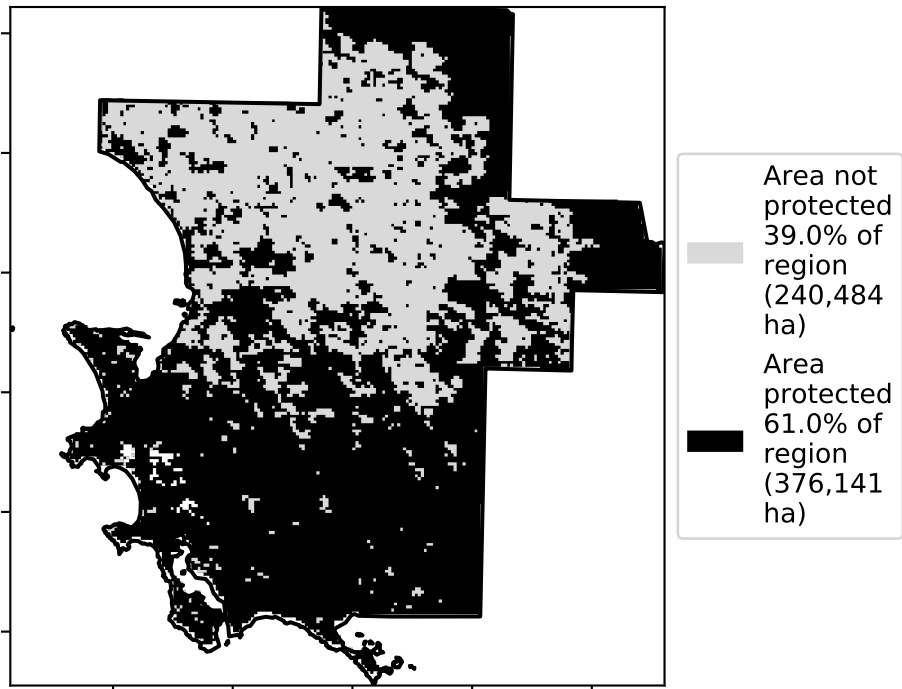 Area not
protected
39.0% of
region
(240,484
ha)
Area
protected
61.0% of
region
(376,141
ha)